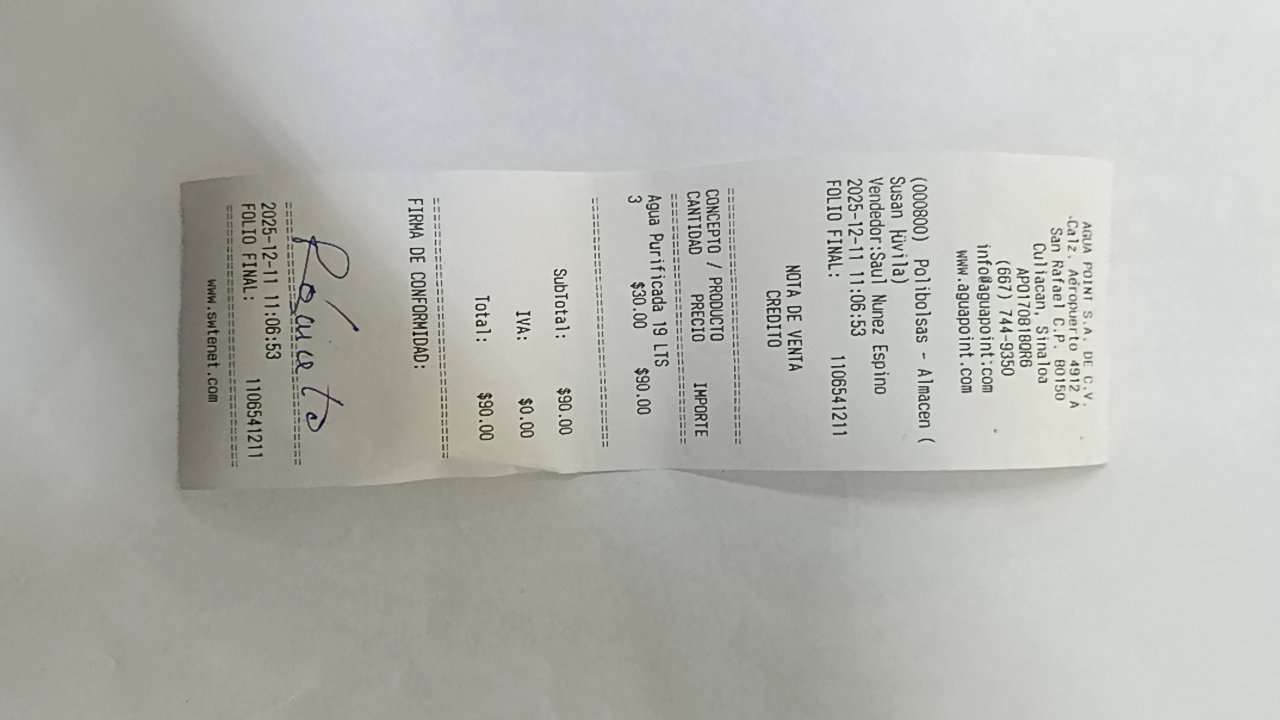 AGUA POINT S.A. DE C.V.
Calz. Aeropuerto 4912 A
San Rafael C.P. 80150
Culiacan, Sinaloa
APO170818QR6
(667) 744-9350
info@aguapoint.com
www.aguapoint.com
NOTA DE VENTA
CREDITO
(000800) Polibolsas - Almacen (
Susan
Vendedor:Saul Nunez Espino
2025-12-11 11:06:53
FOLIO FINAL: 1106541211
==============================
CONCEPTO / PRODUCTO
CANTIDAD PRECIO IMPORTE
==============================
Agua Purificada 19 LTS
3 $30.00 $90.00
==============================
SubTotal: $90.00
IVA: $0.00
Total: $90.00
==============================
FIRMA DE CONFORMIDAD:
==============================
2025-12-11 11:06:53
FOLIO FINAL: 1106541211
==============================
www.swtenet.com